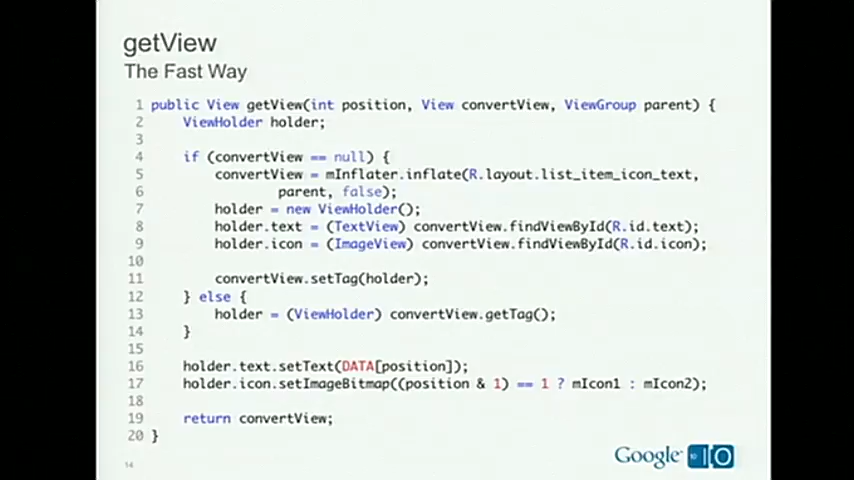 getView
The Fast Way
1 public View getView(int position, View convertView, ViewGroup parent) {
2 ViewHolder holder;
3
4 if (convertView == null) {
5 convertView = mInflater.inflate(R.layout.list_item_icon_text,
6 parent, false);
7 holder = new ViewHolder();
8 holder.text = (TextView) convertView.findViewById(R.id.text);
9 holder.icon = (ImageView) convertView.findViewById(R.id.icon);
10
11 convertView.setTag(holder);
12 } else {
13 holder = (ViewHolder) convertView.getTag();
14 }
15
16 holder.text.setText(DATA[position]);
17 holder.icon.setImageBitmap((position & 1) == 1 ? mIcon1 : mIcon2);
18
19 return convertView;
20 }
14
Google 10 IO